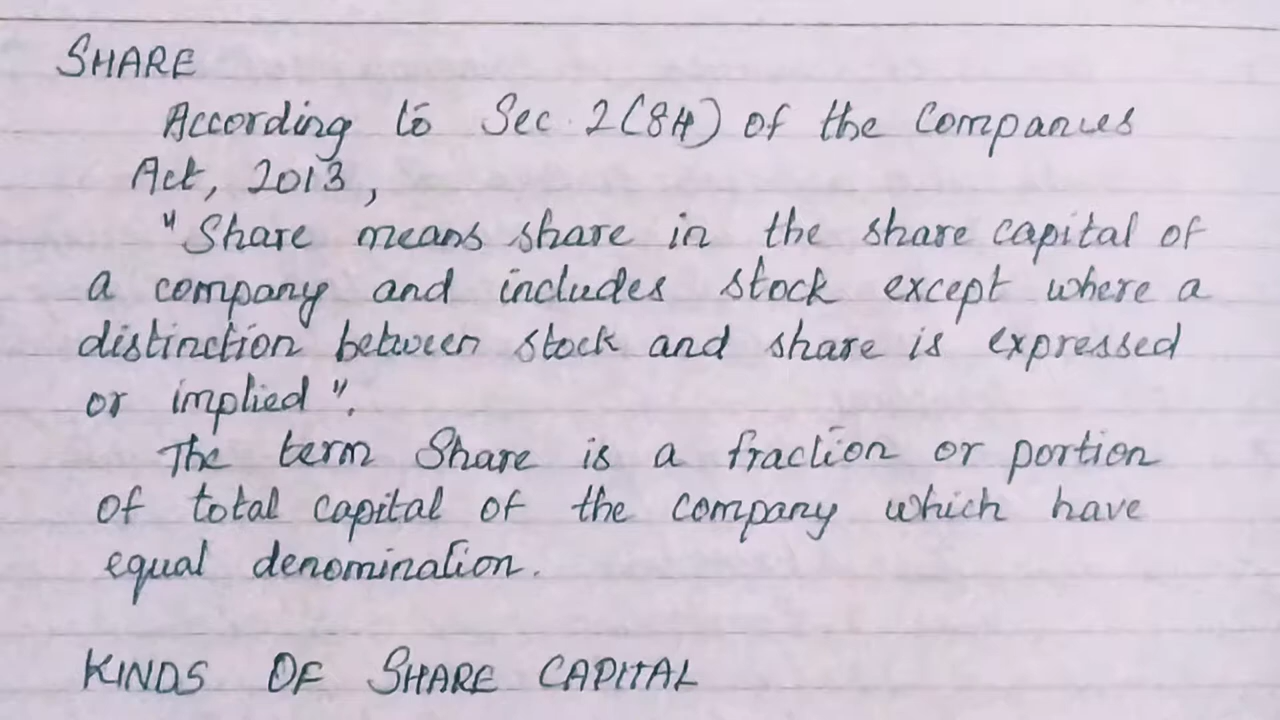 SHARE
According to Sec. 2(84) of the Companies
Act, 2013,
"Share means share in the share capital of
a company and includes stock except where a
distinction between stock and share is expressed
or implied".
The term Share is a fraction or portion
of total capital of the company which have
equal denomination.
KINDS OF SHARE CAPITAL